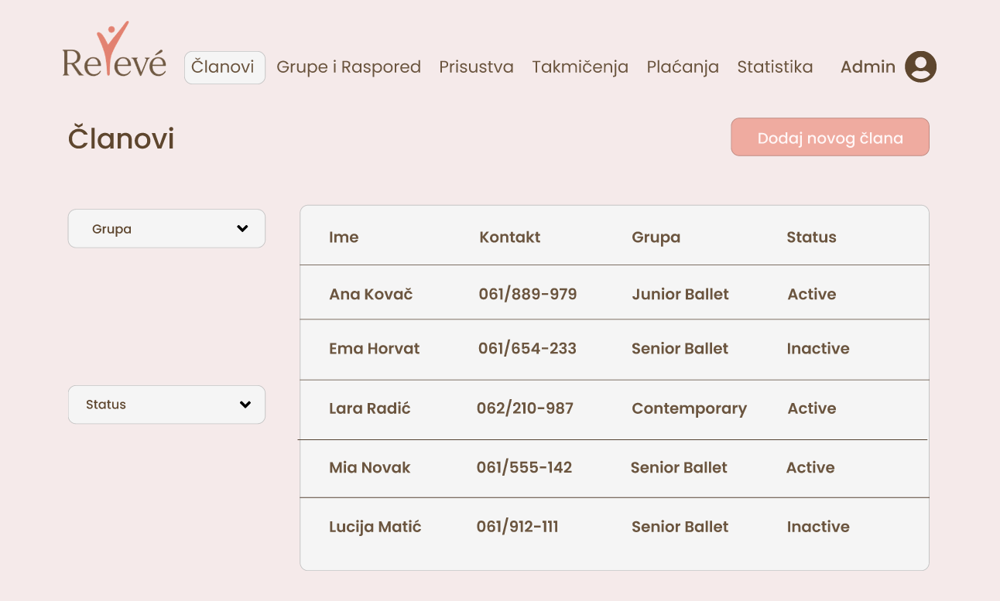 Relevé Članovi Grupe i Raspored Prisustva Takmičenja Plaćanja Statistika Admin
Članovi Dodaj novog člana
Grupa
Status
Ime Kontakt Grupa Status
Ana Kovač 061/889-979 Junior Ballet Active
Ema Horvat 061/654-233 Senior Ballet Inactive
Lara Radić 062/210-987 Contemporary Active
Mia Novak 061/555-142 Senior Ballet Active
Lucija Matić 061/912-111 Senior Ballet Inactive